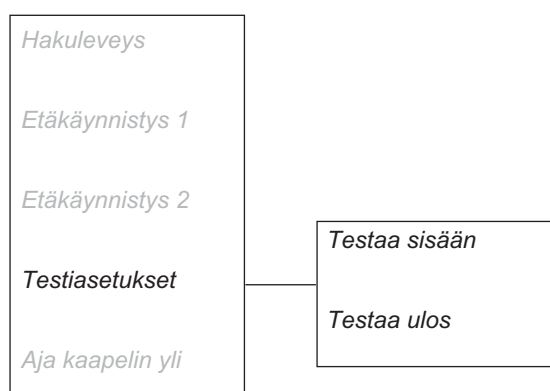 Hakuleveys
Etäkäynnistys 1
Etäkäynnistys 2
Testiasetukset
Aja kaapelin yli
Testaa sisään
Testaa ulos